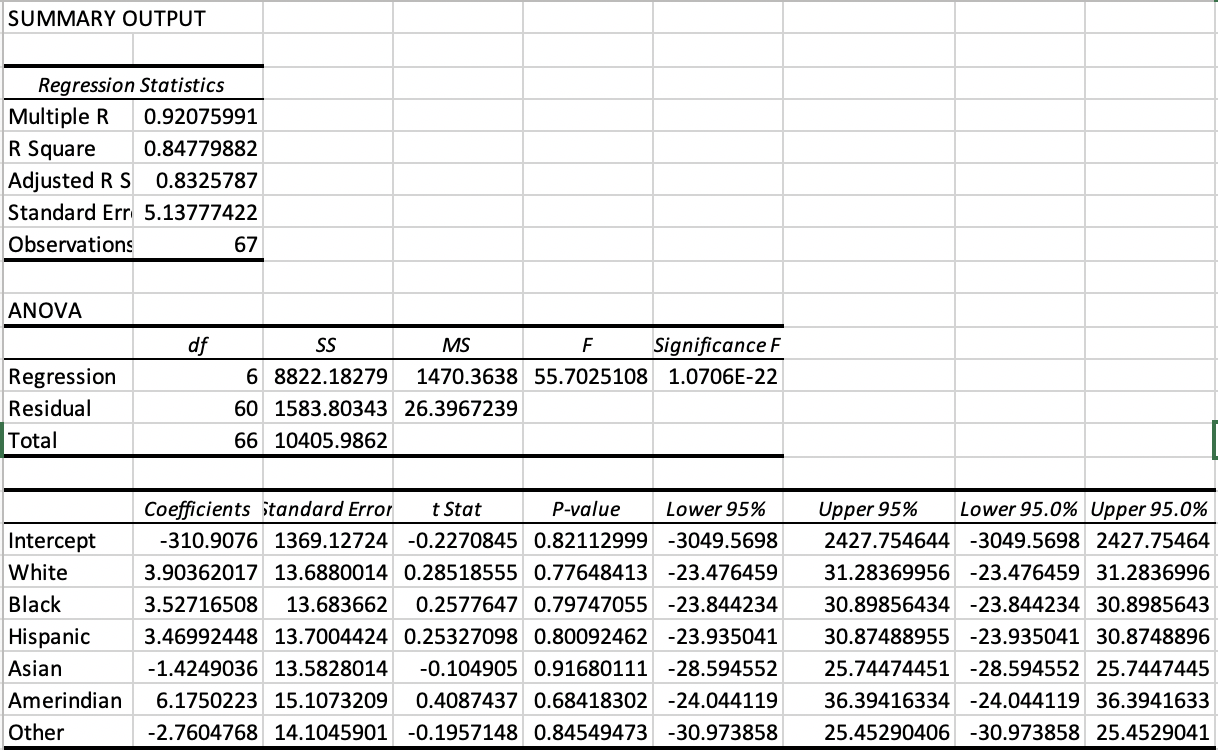 SUMMARY OUTPUT
Regression Statistics
Multiple R 0.92075991
R Square 0.84779882
Adjusted R S 0.8325787
Standard Err 5.13777422
Observations 67
ANOVA
df SS MS F Significance F
Regression 6 8822.18279 1470.3638 55.7025108 1.0706E-22
Residual 60 1583.80343 26.3967239
Total 66 10405.9862
Coefficients Standard Error t Stat P-value Lower 95% Upper 95% Lower 95.0% Upper 95.0%
Intercept -310.9076 1369.12724 -0.2270845 0.82112999 -3049.5698 2427.754644 -3049.5698 2427.75464
White 3.90362017 13.6880014 0.28518555 0.77648413 -23.476459 31.28369956 -23.476459 31.2836996
Black 3.52716508 13.683662 0.2577647 0.79747055 -23.844234 30.89856434 -23.844234 30.8985643
Hispanic 3.46992448 13.7004424 0.25327098 0.80092462 -23.935041 30.87488955 -23.935041 30.8748896
Asian -1.4249036 13.5828014 -0.104905 0.91680111 -28.594552 25.74474451 -28.594552 25.7447445
Amerindian 6.1750223 15.1073209 0.4087437 0.68418302 -24.044119 36.39416334 -24.044119 36.3941633
Other -2.7604768 14.1045901 -0.1957148 0.84549473 -30.973858 25.45290406 -30.973858 25.4529041